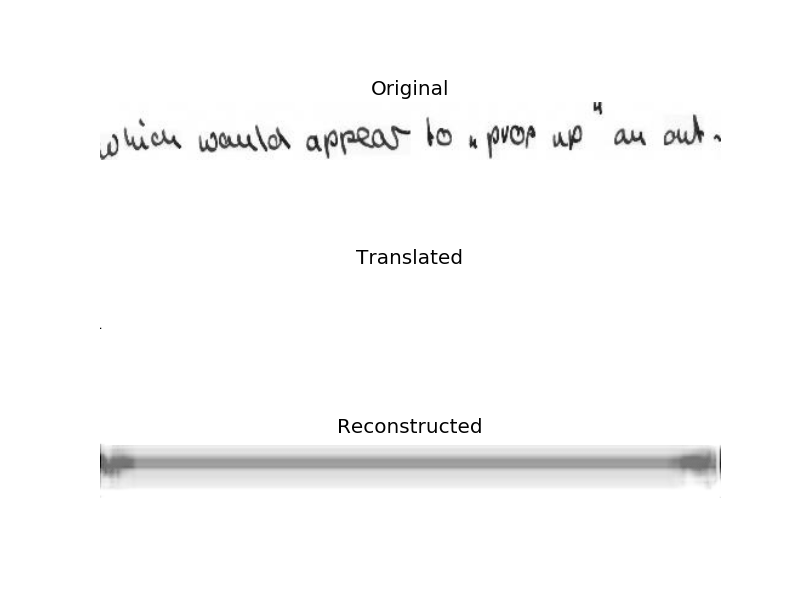 Original
which would appear to „prop up" an out-
Translated
Reconstructed